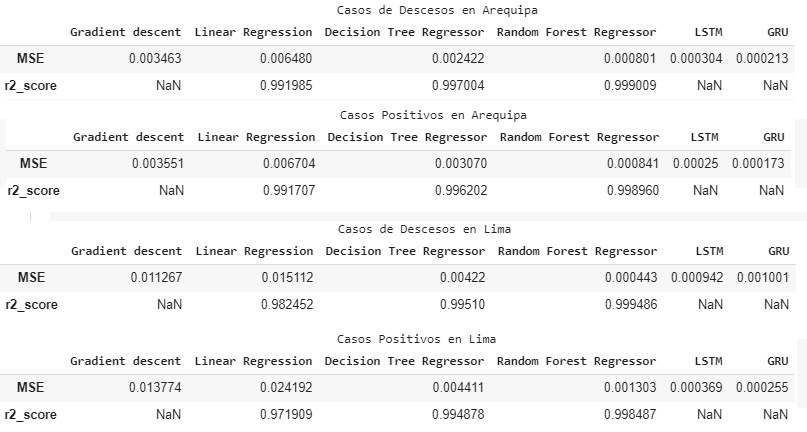 Casos de Descesos en Arequipa
Gradient descent Linear Regression Decision Tree Regressor Random Forest Regressor LSTM GRU
MSE 0.003463 0.006480 0.002422 0.000801 0.000304 0.000213
r2_score NaN 0.991985 0.997004 0.999009 NaN NaN
Casos Positivos en Arequipa
Gradient descent Linear Regression Decision Tree Regressor Random Forest Regressor LSTM GRU
MSE 0.003551 0.006704 0.003070 0.000841 0.00025 0.000173
r2_score NaN 0.991707 0.996202 0.998960 NaN NaN
Casos de Descesos en Lima
Gradient descent Linear Regression Decision Tree Regressor Random Forest Regressor LSTM GRU
MSE 0.011267 0.015112 0.00422 0.000443 0.000942 0.001001
r2_score NaN 0.982452 0.99510 0.999486 NaN NaN
Casos Positivos en Lima
Gradient descent Linear Regression Decision Tree Regressor Random Forest Regressor LSTM GRU
MSE 0.013774 0.024192 0.004411 0.001303 0.000369 0.000255
r2_score NaN 0.971909 0.994878 0.998487 NaN NaN